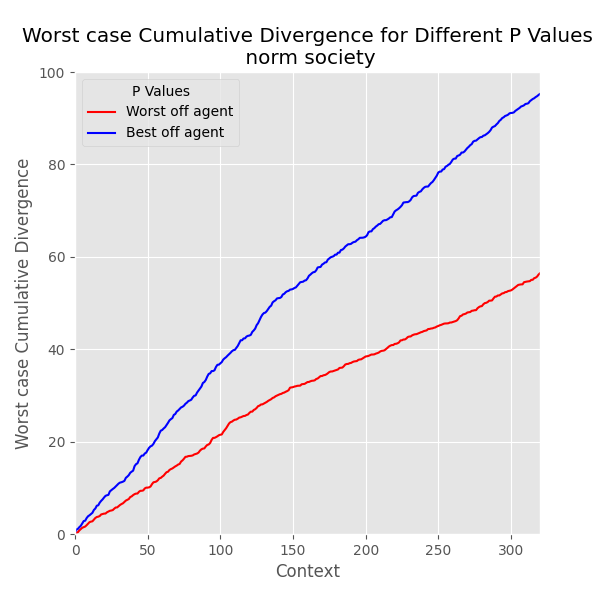 Worst case Cumulative Divergence for Different P Values
norm society
100
80
60
40
20
0
Worst case Cumulative Divergence
P Values
Worst off agent
Best off agent
0 50 100 150 200 250 300
Context